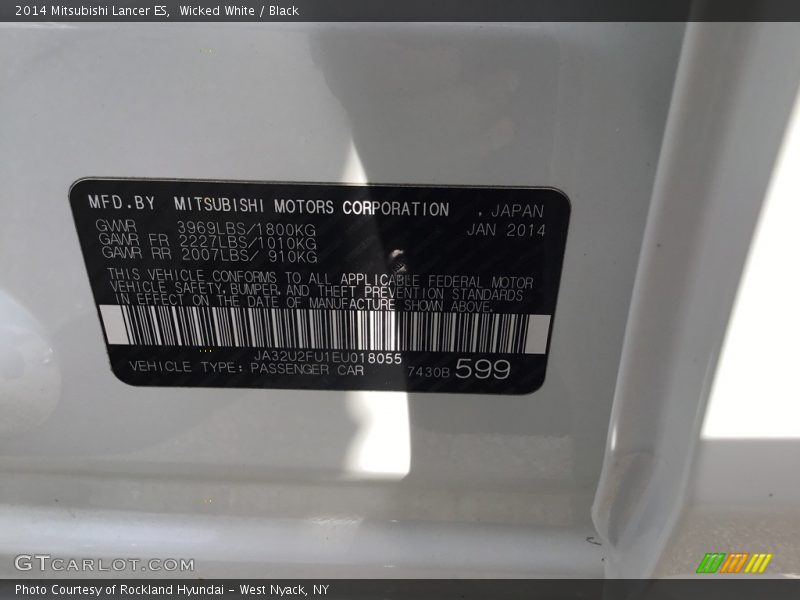 2014 Mitsubishi Lancer ES,  Wicked White / Black
MFD.BY MITSUBISHI MOTORS CORPORATION , JAPAN
GVWR 3969LBS/1800KG JAN 2014
GAWR FR 2227LBS/1010KG
GAWR RR 2007LBS/ 910KG
THIS VEHICLE CONFORMS TO ALL APPLICABLE FEDERAL MOTOR
VEHICLE SAFETY, BUMPER, AND THEFT PREVENTION STANDARDS
IN EFFECT ON THE DATE OF MANUFACTURE SHOWN ABOVE.
JA32U2FU1EU018055
VEHICLE TYPE: PASSENGER CAR 7430B 599
GTCARLOT.COM
Photo Courtesy of Rockland Hyundai - West Nyack, NY